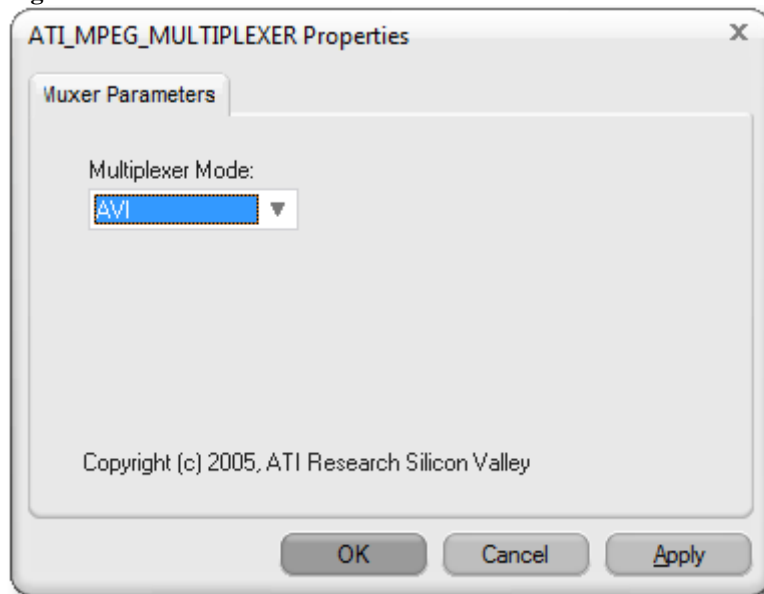 ATI_MPEG_MULTIPLEXER Properties
Muxer Parameters
Multiplexer Mode:
AVI
Copyright (c) 2005, ATI Research Silicon Valley
OK Cancel Apply